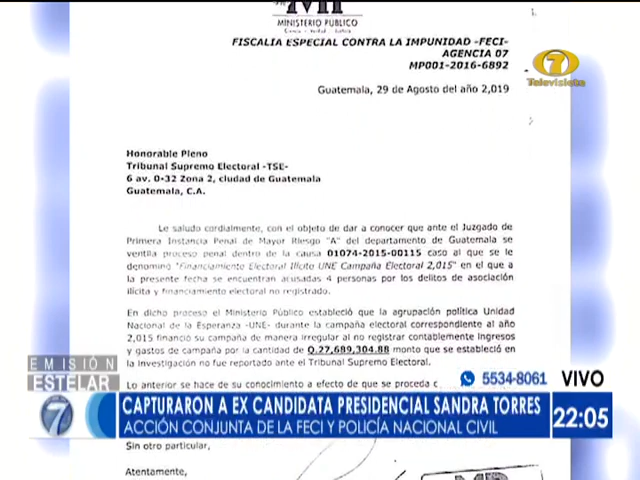 MP
MINISTERIO PÚBLICO
FISCALIA ESPECIAL CONTRA LA IMPUNIDAD -FECI-
AGENCIA 07
MP001-2016-6892
7
Televisiete
Guatemala, 29 de Agosto del año 2,019
Honorable Pleno
Tribunal Supremo Electoral -TSE-
6 av. 0-32 Zona 2, ciudad de Guatemala
Guatemala, C.A.
Le saludo cordialmente, con el objeto de dar a conocer que ante el Juzgado de
Primera Instancia Penal de Mayor Riesgo "A" del departamento de Guatemala se
ventila proceso penal dentro de la causa 01074-2015-00115 caso al que se le
denominó "Financiamiento Electoral Ilícito UNE Campaña Electoral 2,015" en el que a
la presente fecha se encuentran acusadas 4 personas por los delitos de asociación
ilícita y financiamiento electoral no registrado.
En dicho proceso el Ministerio Público estableció que la agrupación política Unidad
Nacional de la Esperanza -UNE- durante la campaña electoral correspondiente al año
2,015 financio su campaña de manera irregular al no registrar contablemente ingresos
y gastos de campaña por la cantidad de Q.27,689,304.88 monto que se estableció en
la investigación no fue reportado ante el Tribunal Supremo Electoral.
Lo anterior se hace de su conocimiento a efecto de que se proceda
5534-8061
VIVO
EMISIÓN
ESTELAR
7
CAPTURARON A EX CANDIDATA PRESIDENCIAL SANDRA TORRES
ACCIÓN CONJUNTA DE LA FECI Y POLICÍA NACIONAL CIVIL
22:05
Sin otro particular,
Atentamente,
MP